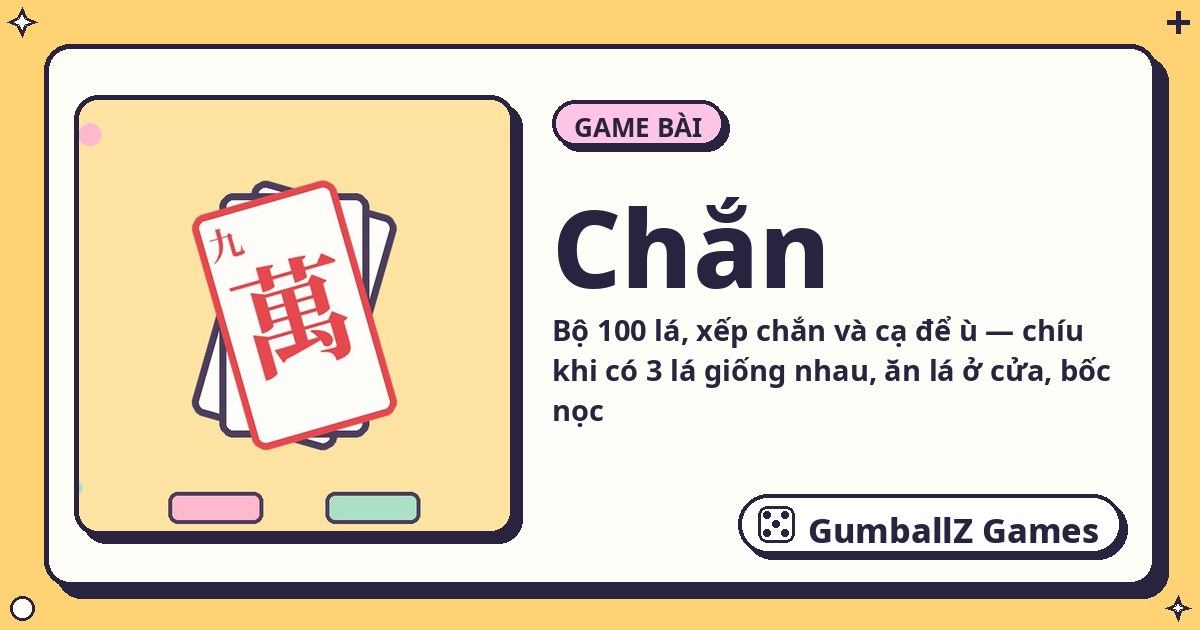 九
萬
GAME BÀI
Chắn
Bộ 100 lá, xếp chắn và cạ để ù — chíu
khi có 3 lá giống nhau, ăn lá ở cửa, bốc
nọc
GumballZ Games